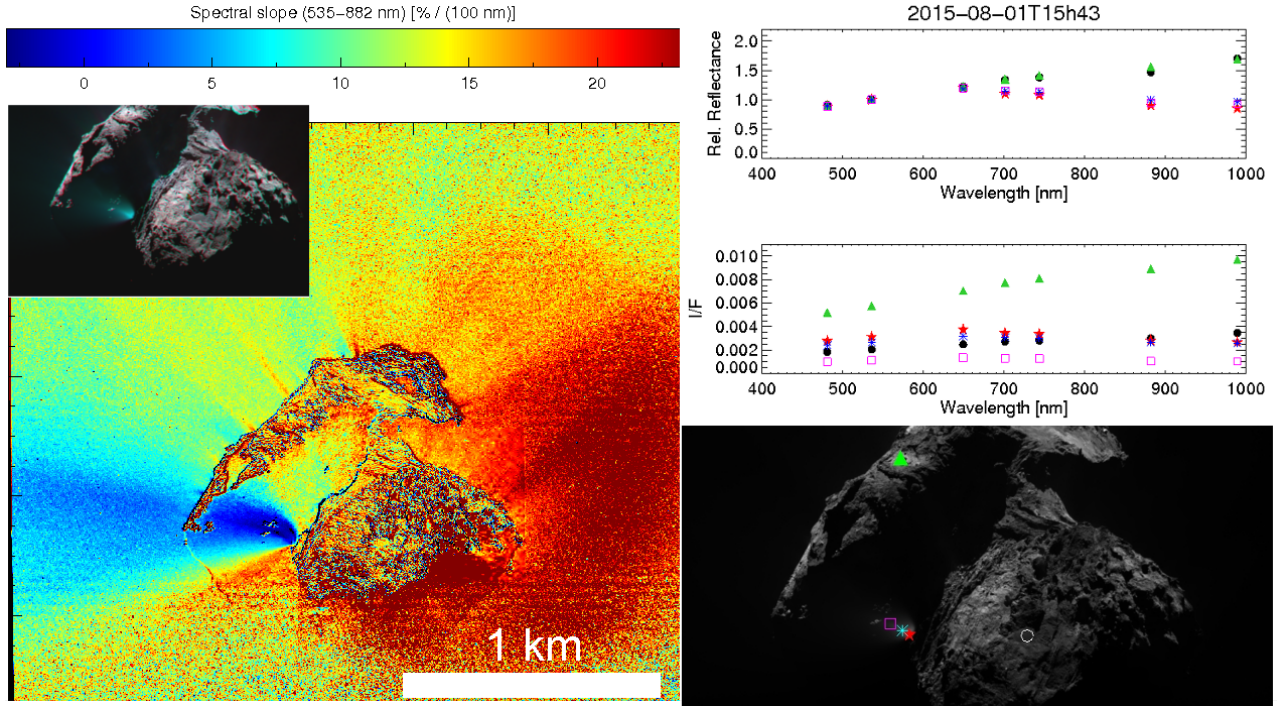 Spectral slope (535-882 nm) [% / (100 nm)]
0 5 10 15 20
1 km
2015-08-01T15h43
Rel. Reflectance
2.0
1.5
1.0
0.5
0.0
400 500 600 700 800 900 1000
Wavelength [nm]
I/F
0.010
0.008
0.006
0.004
0.002
0.000
400 500 600 700 800 900 1000
Wavelength [nm]